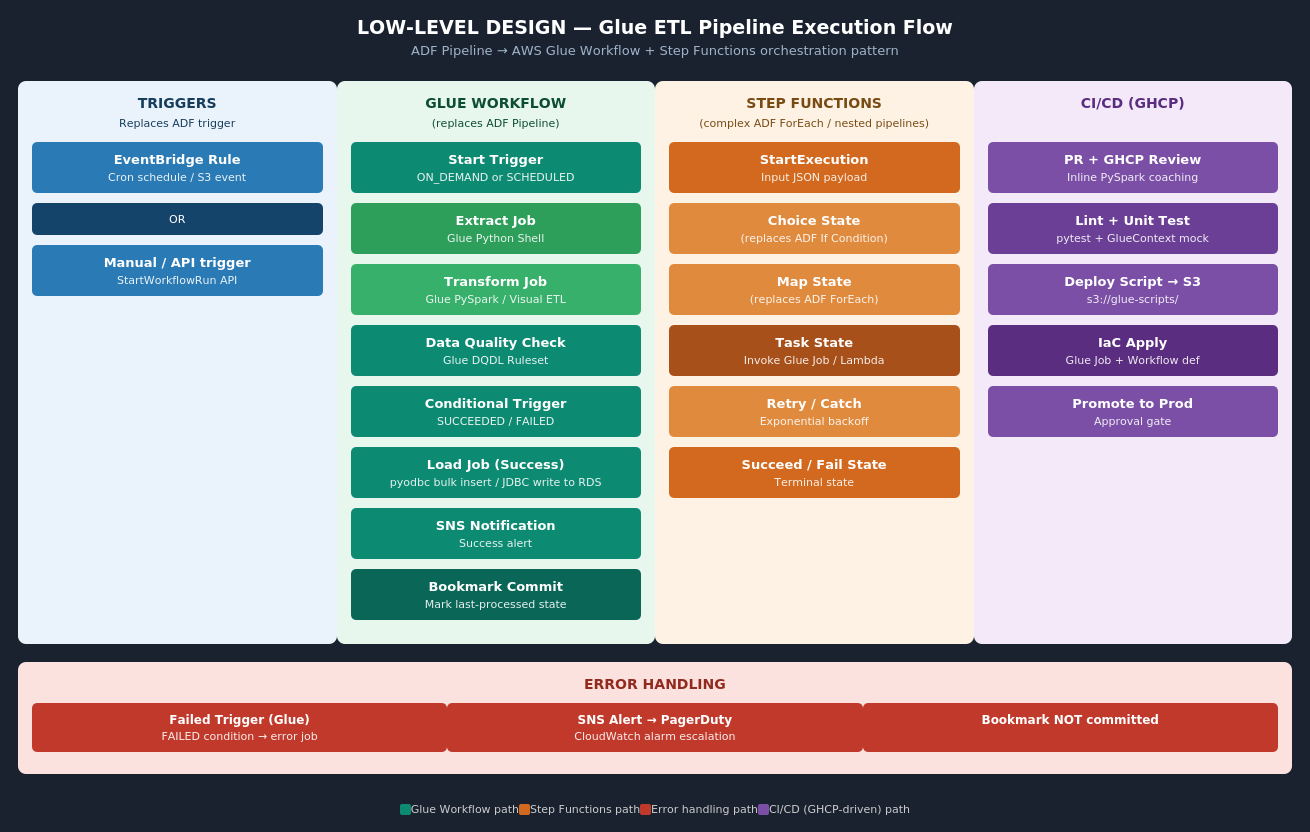 LOW-LEVEL DESIGN — Glue ETL Pipeline Execution Flow
ADF Pipeline → AWS Glue Workflow + Step Functions orchestration pattern
TRIGGERS
Replaces ADF trigger
EventBridge Rule
Cron schedule / S3 event
OR
Manual / API trigger
StartWorkflowRun API
GLUE WORKFLOW
(replaces ADF Pipeline)
Start Trigger
ON_DEMAND or SCHEDULED
Extract Job
Glue Python Shell
Transform Job
Glue PySpark / Visual ETL
Data Quality Check
Glue DQDL Ruleset
Conditional Trigger
SUCCEEDED / FAILED
Load Job (Success)
pyodbc bulk insert / JDBC write to RDS
SNS Notification
Success alert
Bookmark Commit
Mark last-processed state
STEP FUNCTIONS
(complex ADF ForEach / nested pipelines)
StartExecution
Input JSON payload
Choice State
(replaces ADF If Condition)
Map State
(replaces ADF ForEach)
Task State
Invoke Glue Job / Lambda
Retry / Catch
Exponential backoff
Succeed / Fail State
Terminal state
CI/CD (GHCP)
PR + GHCP Review
Inline PySpark coaching
Lint + Unit Test
pytest + GlueContext mock
Deploy Script → S3
s3://glue-scripts/
IaC Apply
Glue Job + Workflow def
Promote to Prod
Approval gate
ERROR HANDLING
Failed Trigger (Glue)
FAILED condition → error job
SNS Alert → PagerDuty
CloudWatch alarm escalation
Bookmark NOT committed
Glue Workflow path
Step Functions path
Error handling path
CI/CD (GHCP-driven) path